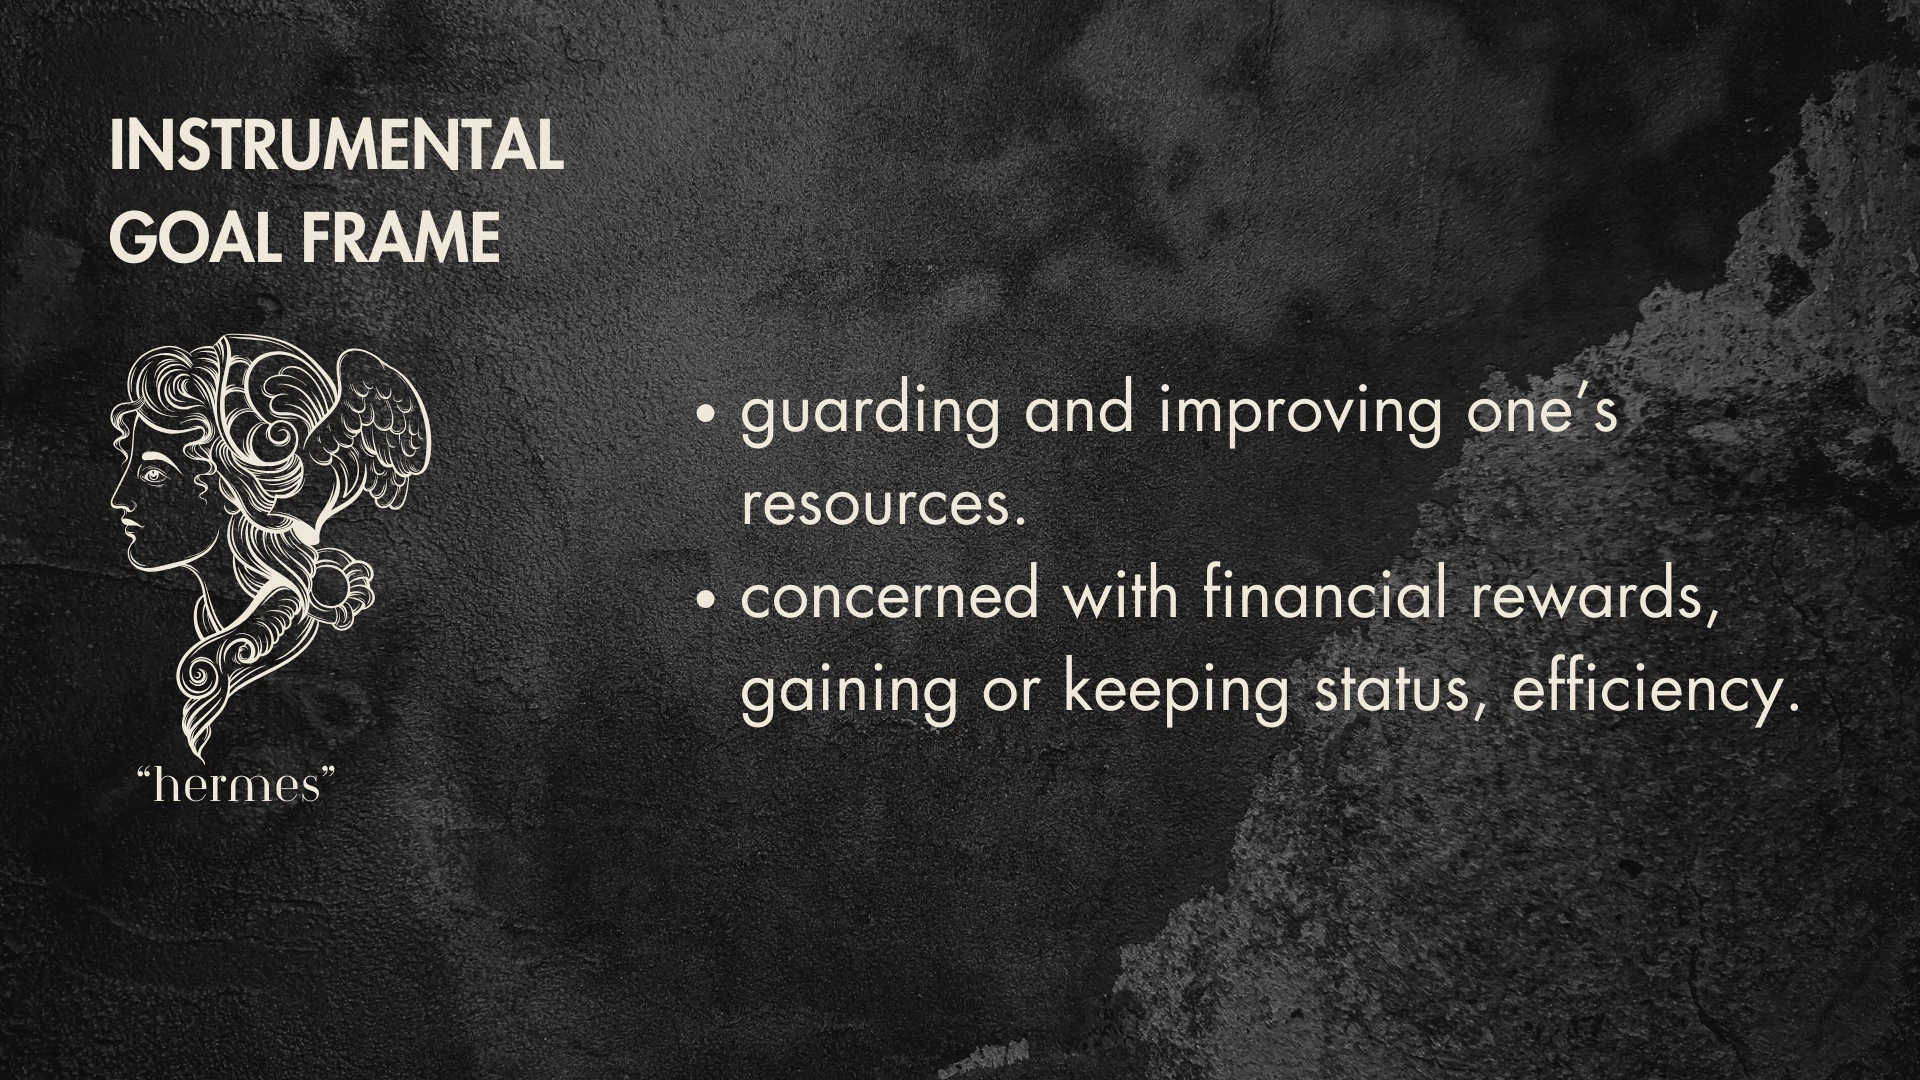 INSTRUMENTAL
GOAL FRAME
• guarding and improving one’s
resources.
• concerned with financial rewards,
gaining or keeping status, efficiency.
“hermes”